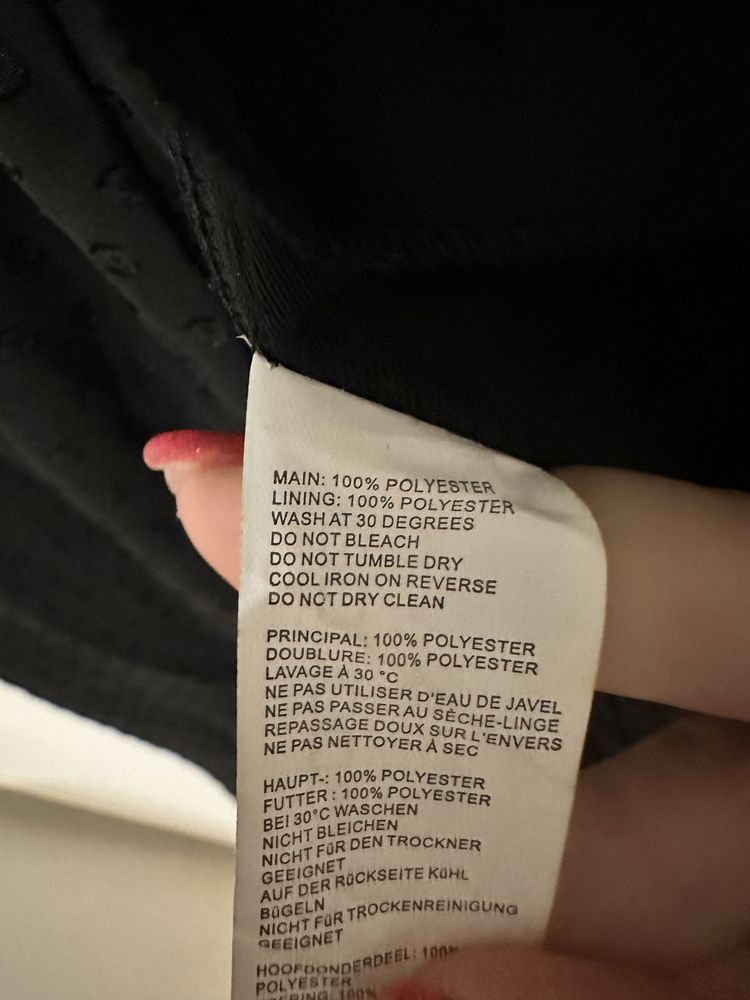 MAIN: 100% POLYESTER
LINING: 100% POLYESTER
WASH AT 30 DEGREES
DO NOT BLEACH
DO NOT TUMBLE DRY
COOL IRON ON REVERSE
DO NOT DRY CLEAN
PRINCIPAL: 100% POLYESTER
DOUBLURE: 100% POLYESTER
LAVAGE À 30 °C
NE PAS UTILISER D'EAU DE JAVEL
NE PAS PASSER AU SÈCHE-LINGE
REPASSAGE DOUX SUR L'ENVERS
NE PAS NETTOYER À SEC
HAUPT-: 100% POLYESTER
FUTTER : 100% POLYESTER
BEI 30°C WASCHEN
NICHT BLEICHEN
NICHT FüR DEN TROCKNER
GEEIGNET
AUF DER RüCKSEITE KüHL
BüGELN
NICHT FüR TROCKENREINIGUNG
GEEIGNET
HOOFDONDERDEEL: 100%
POLYESTER
100%